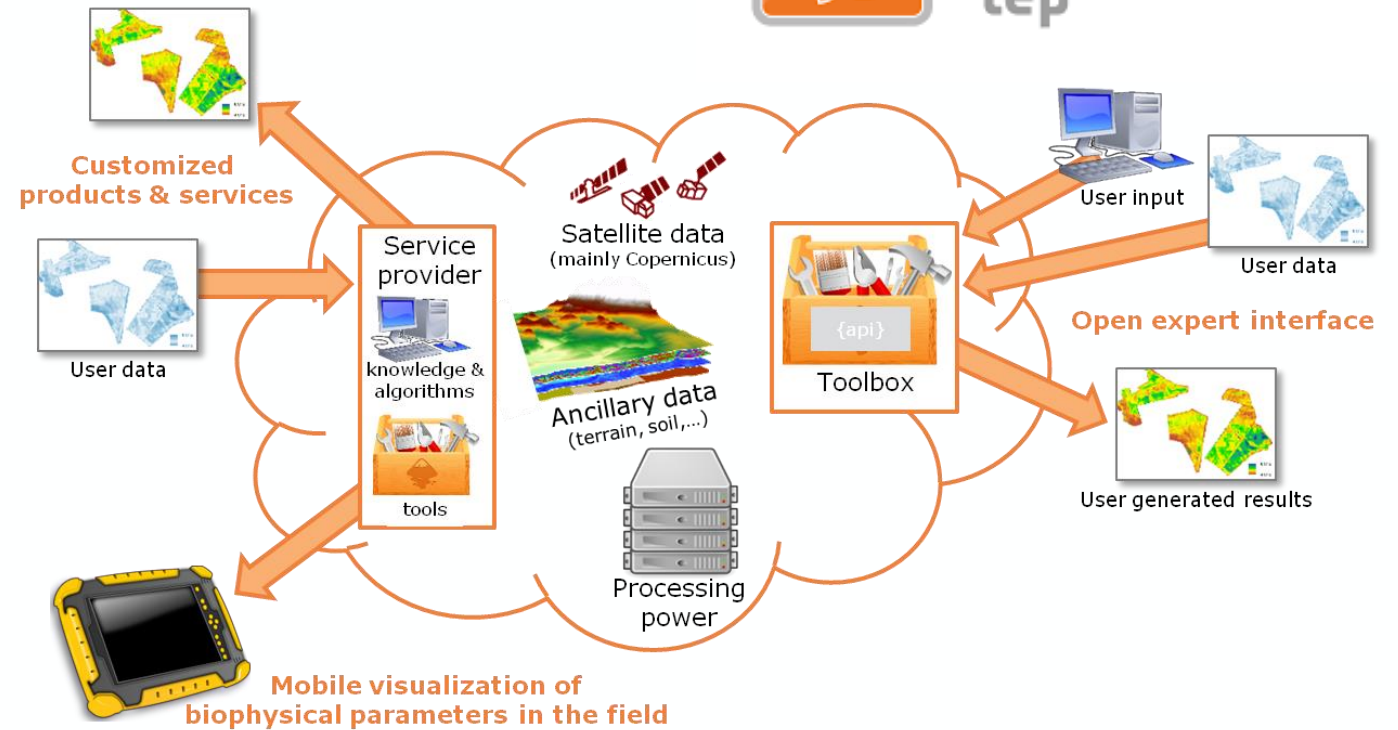 tep
Customized
products & services
Service
provider
knowledge &
algorithms
tools
User data
Satellite data
(mainly Copernicus)
Ancillary data
(terrain, soil,...)
Processing
power
{api}
Toolbox
User input
User data
Open expert interface
User generated results
Mobile visualization of
biophysical parameters in the field